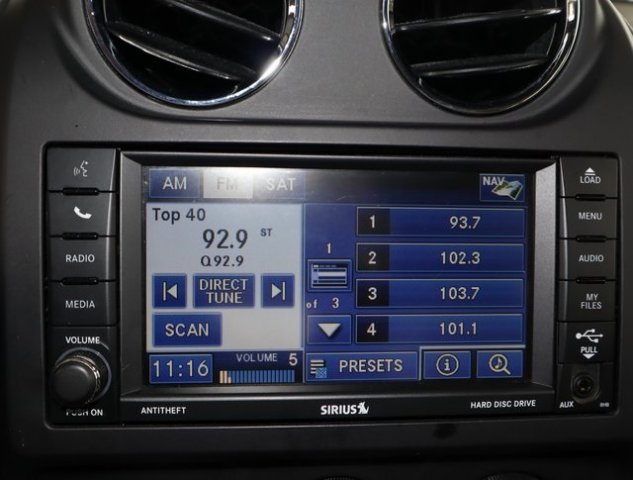 AM FM SAT NAV
LOAD
Top 40
92.9 ST
Q92.9
DIRECT
TUNE
SCAN
1
of 3
1 93.7
2 102.3
3 103.7
4 101.1
11:16 VOLUME 5 PRESETS i
RADIO
MEDIA
VOLUME
PUSH ON
MENU
AUDIO
MY
FILES
PULL
AUX
ANTITHEFT SIRIUS HARD DISC DRIVE